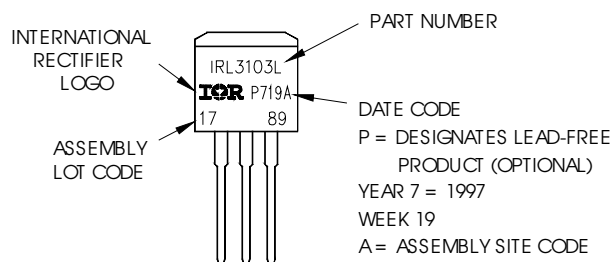 PART NUMBER
INTERNATIONAL
RECTIFIER
LOGO
IRL3103L
IOR P719A
17 89
ASSEMBLY
LOT CODE
DATE CODE
P = DESIGNATES LEAD-FREE
PRODUCT (OPTIONAL)
YEAR 7 = 1997
WEEK 19
A = ASSEMBLY SITE CODE